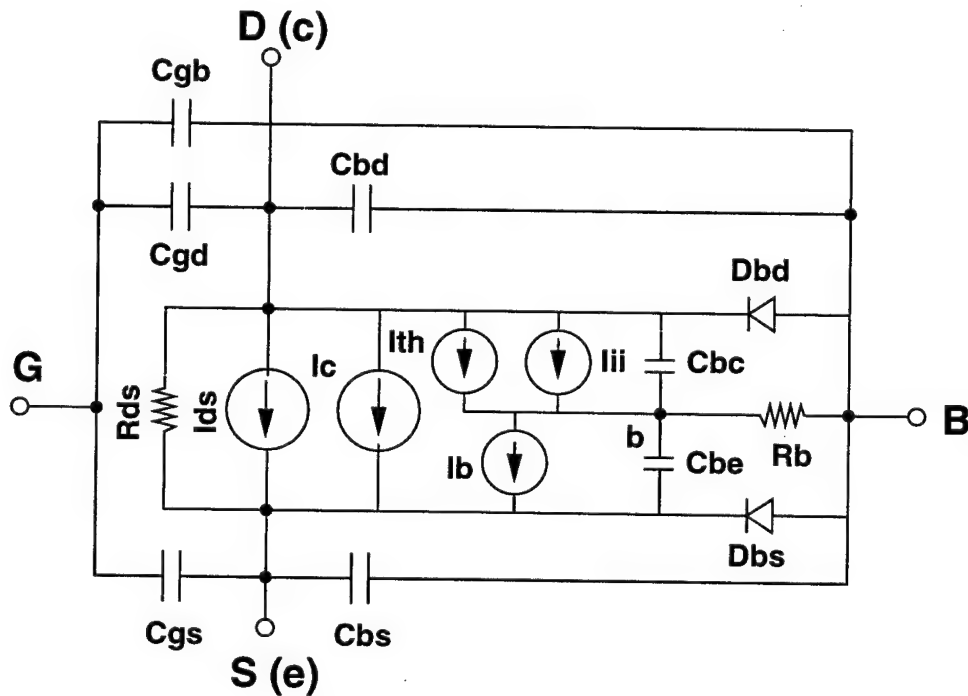 D (c)
Cgb
Cbd
Cgd
Dbd
Ith
Iii
Cbc
Ic
G
Rds
Ids
B
b
Rb
Ib
Cbe
Dbs
Cgs
Cbs
S (e)